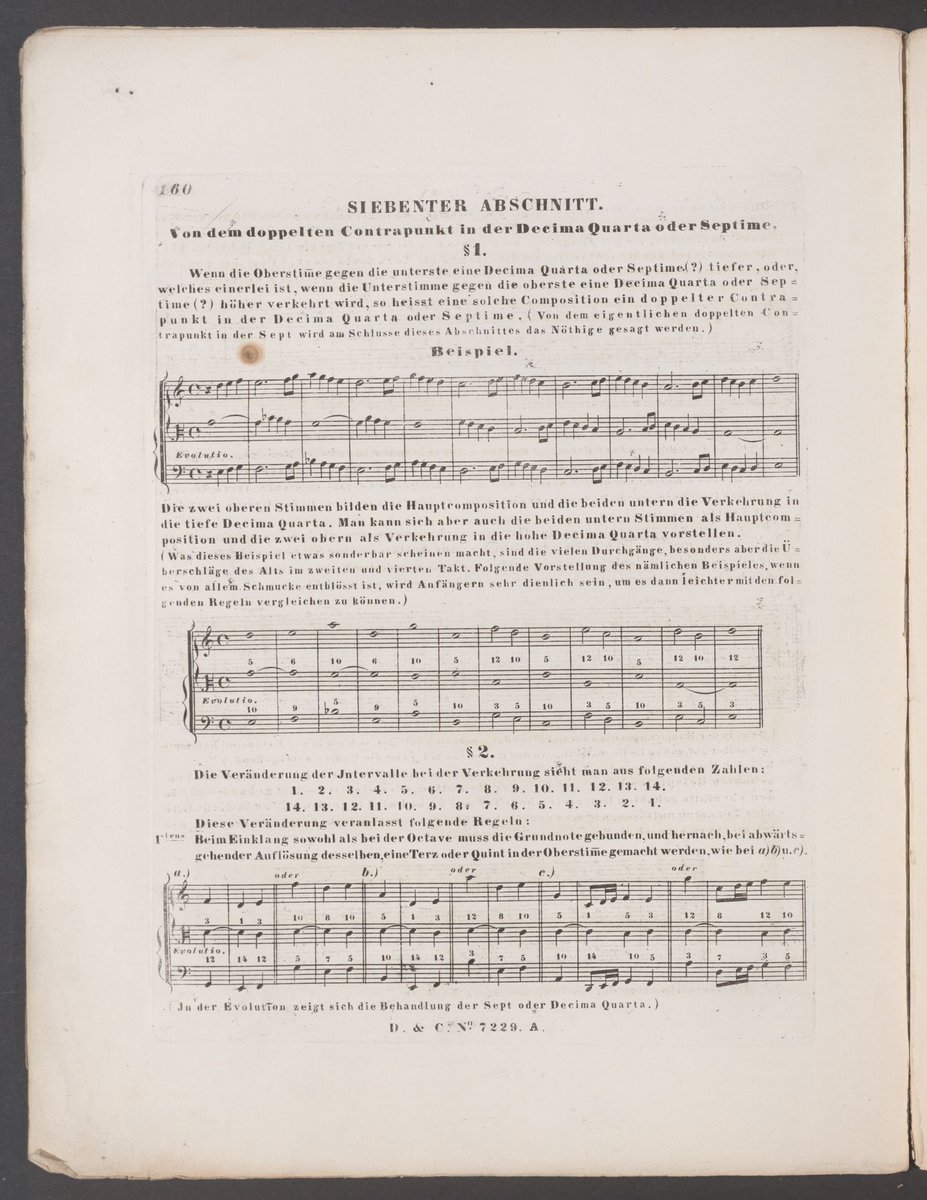 160
SIEBENTER ABSCHNITT.
Von dem doppelten Contrapunkt in der Decima Quarta oder Septime.
§ 1.
Wenn die Oberstim̄e gegen die unterste eine Decima Quarta oder Septime(?) tiefer, oder,
welches einerlei ist, wenn die Unterstimme gegen die oberste eine Decima Quarta oder Sep=
time (?) höher verkehrt wird, so heisst eine solche Composition ein doppelter Contra=
punkt in der Decima Quarta oder Septime. (Von dem eigentlichen doppelten Con=
trapunkt in der Sept wird am Schlusse dieses Abschnittes das Nöthige gesagt werden.)
Beispiel.
Evolutio.
Die zwei oberen Stimmen bilden die Hauptcomposition und die beiden untern die Verkehrung in
die tiefe Decima Quarta. Man kann sich aber auch die beiden untern Stimmen als Hauptcom=
position und die zwei obern als Verkehrung in die hohe Decima Quarta vorstellen.
(Was dieses Beispiel etwas sonderbar scheinen macht, sind die vielen Durchgänge, besonders aber die Ü=
berschläge des Alts im zweiten und vierten Takt. Folgende Vorstellung des nämlichen Beispieles, wenn
es von allem Schmucke entblösst ist, wird Anfängern sehr dienlich sein, um es dann leichter mit den fol=
genden Regeln vergleichen zu können.)
5 6 10 6 10 5 12 10 5 12 10 5 12 10 12
Evolutio.
10 9 5 9 5 10 3 5 10 3 5 10 3 5 3
§ 2.
Die Veränderung der Jntervalle bei der Verkehrung sieht man aus folgenden Zahlen:
1. 2. 3. 4. 5. 6. 7. 8. 9. 10. 11. 12. 13. 14.
14. 13. 12. 11. 10. 9. 8. 7. 6. 5. 4. 3. 2. 1.
Diese Veränderung veranlasst folgende Regeln:
1tens Beim Einklang sowohl als bei der Octave muss die Grundnote gebunden, und hernach, bei abwärts=
gehender Auflösung desselben, eine Terz oder Quint in der Oberstim̄e gemacht werden, wie bei a) b) u. c).
a.) oder b.) oder c.) oder
3 1 3 10 8 10 5 1 3 12 8 10 5 1 5 3 12 8 12 10
Evolutio.
12 14 12 5 7 5 10 14 12 3 7 5 10 14 10 5 3 7 3 5
(Jn der Evolution zeigt sich die Behandlung der Sept oder Decima Quarta.)
D. & C.º Nº 7229. A.